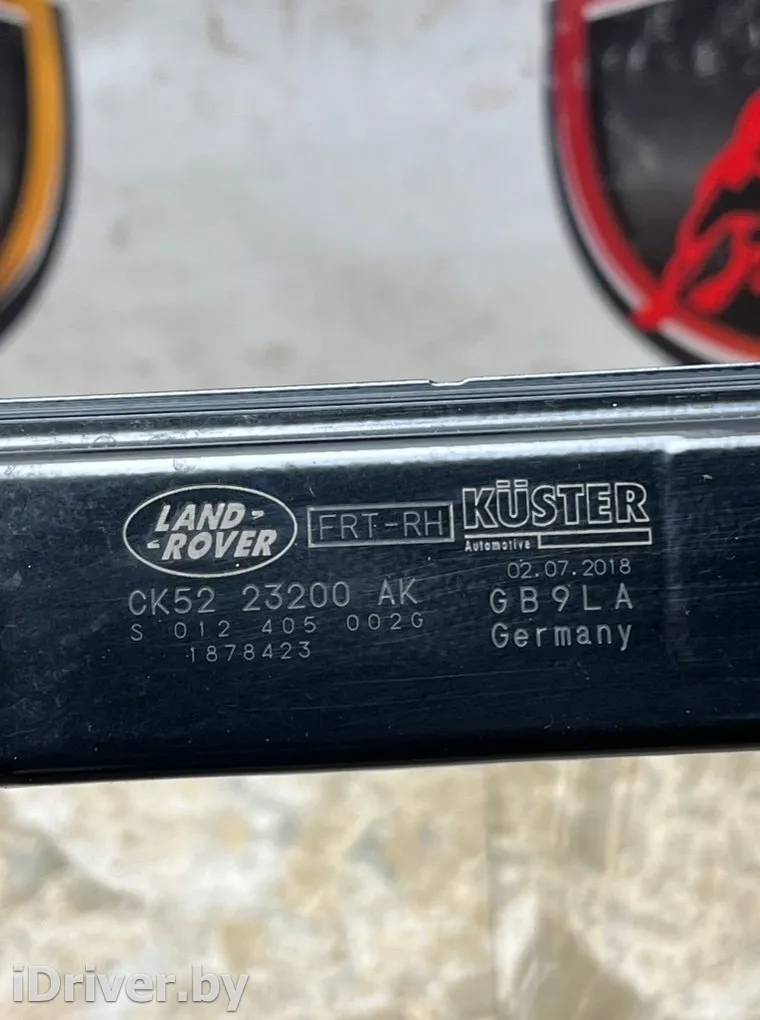 LAND-
-ROVER
FRT-RH
KÜSTER
Automotive
02.07.2018
CK52 23200 AK
GB9LA
S 012 405 002G
Germany
1878423
iDriver.by